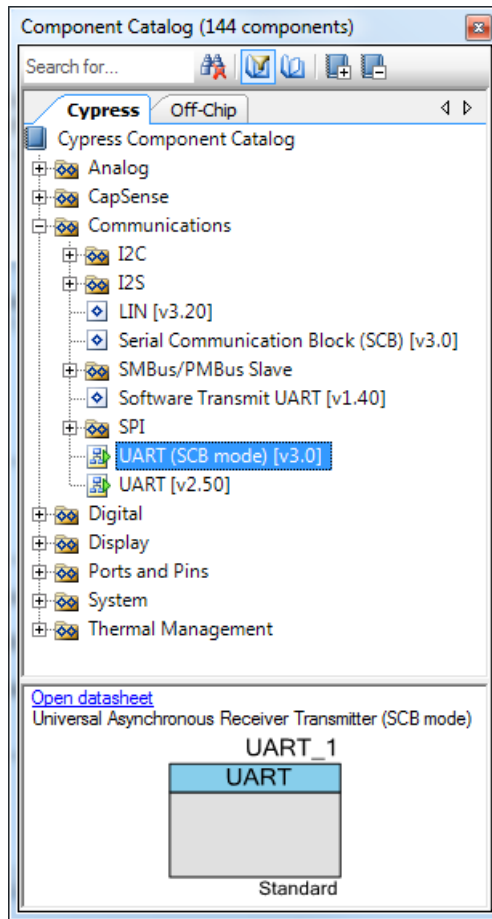 Component Catalog (144 components)
Search for...
Cypress
Off-Chip
Cypress Component Catalog
Analog
CapSense
Communications
I2C
I2S
LIN [v3.20]
Serial Communication Block (SCB) [v3.0]
SMBus/PMBus Slave
Software Transmit UART [v1.40]
SPI
UART (SCB mode) [v3.0]
UART [v2.50]
Digital
Display
Ports and Pins
System
Thermal Management
Open datasheet
Universal Asynchronous Receiver Transmitter (SCB mode)
UART_1
UART
Standard